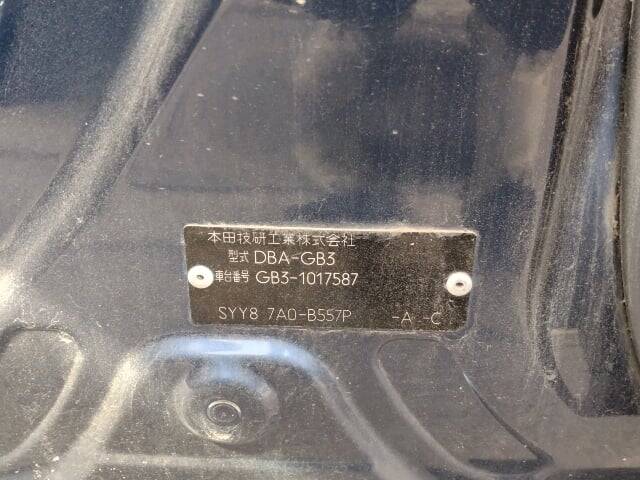 本田技研工業株式会社
型式 DBA-GB3
車台番号 GB3-1017587
SYY8 7A0-B557P -A -C